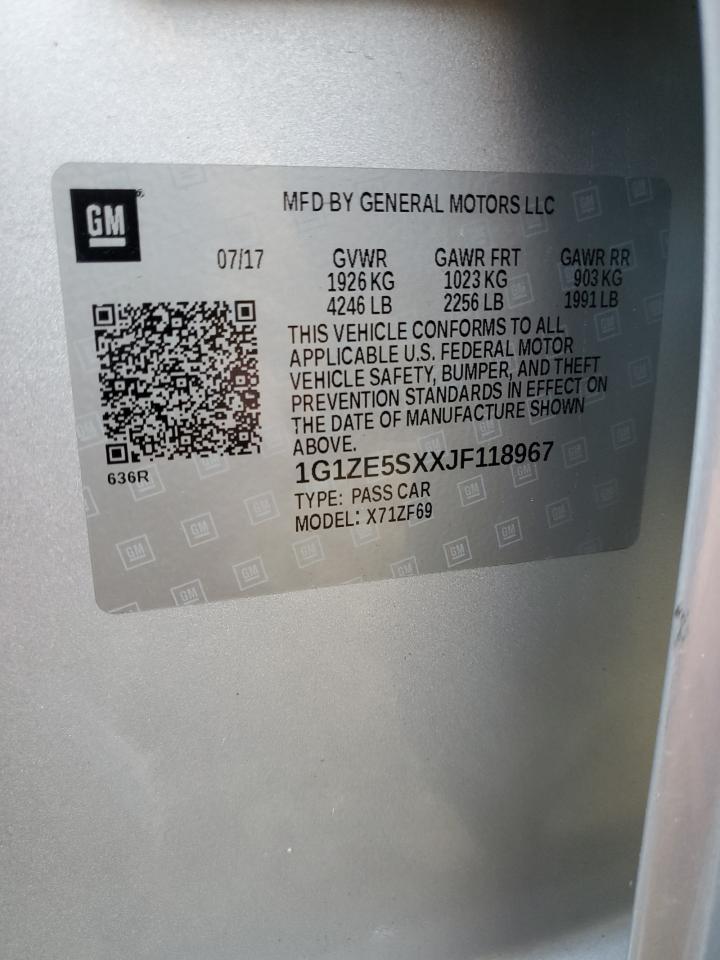 GM
MFD BY GENERAL MOTORS LLC
07/17 GVWR GAWR FRT GAWR RR
1926 KG 1023 KG 903 KG
4246 LB 2256 LB 1991 LB
THIS VEHICLE CONFORMS TO ALL
APPLICABLE U.S. FEDERAL MOTOR
VEHICLE SAFETY, BUMPER, AND THEFT
PREVENTION STANDARDS IN EFFECT ON
THE DATE OF MANUFACTURE SHOWN
ABOVE.
636R
1G1ZE5SXXJF118967
TYPE: PASS CAR
MODEL: X71ZF69